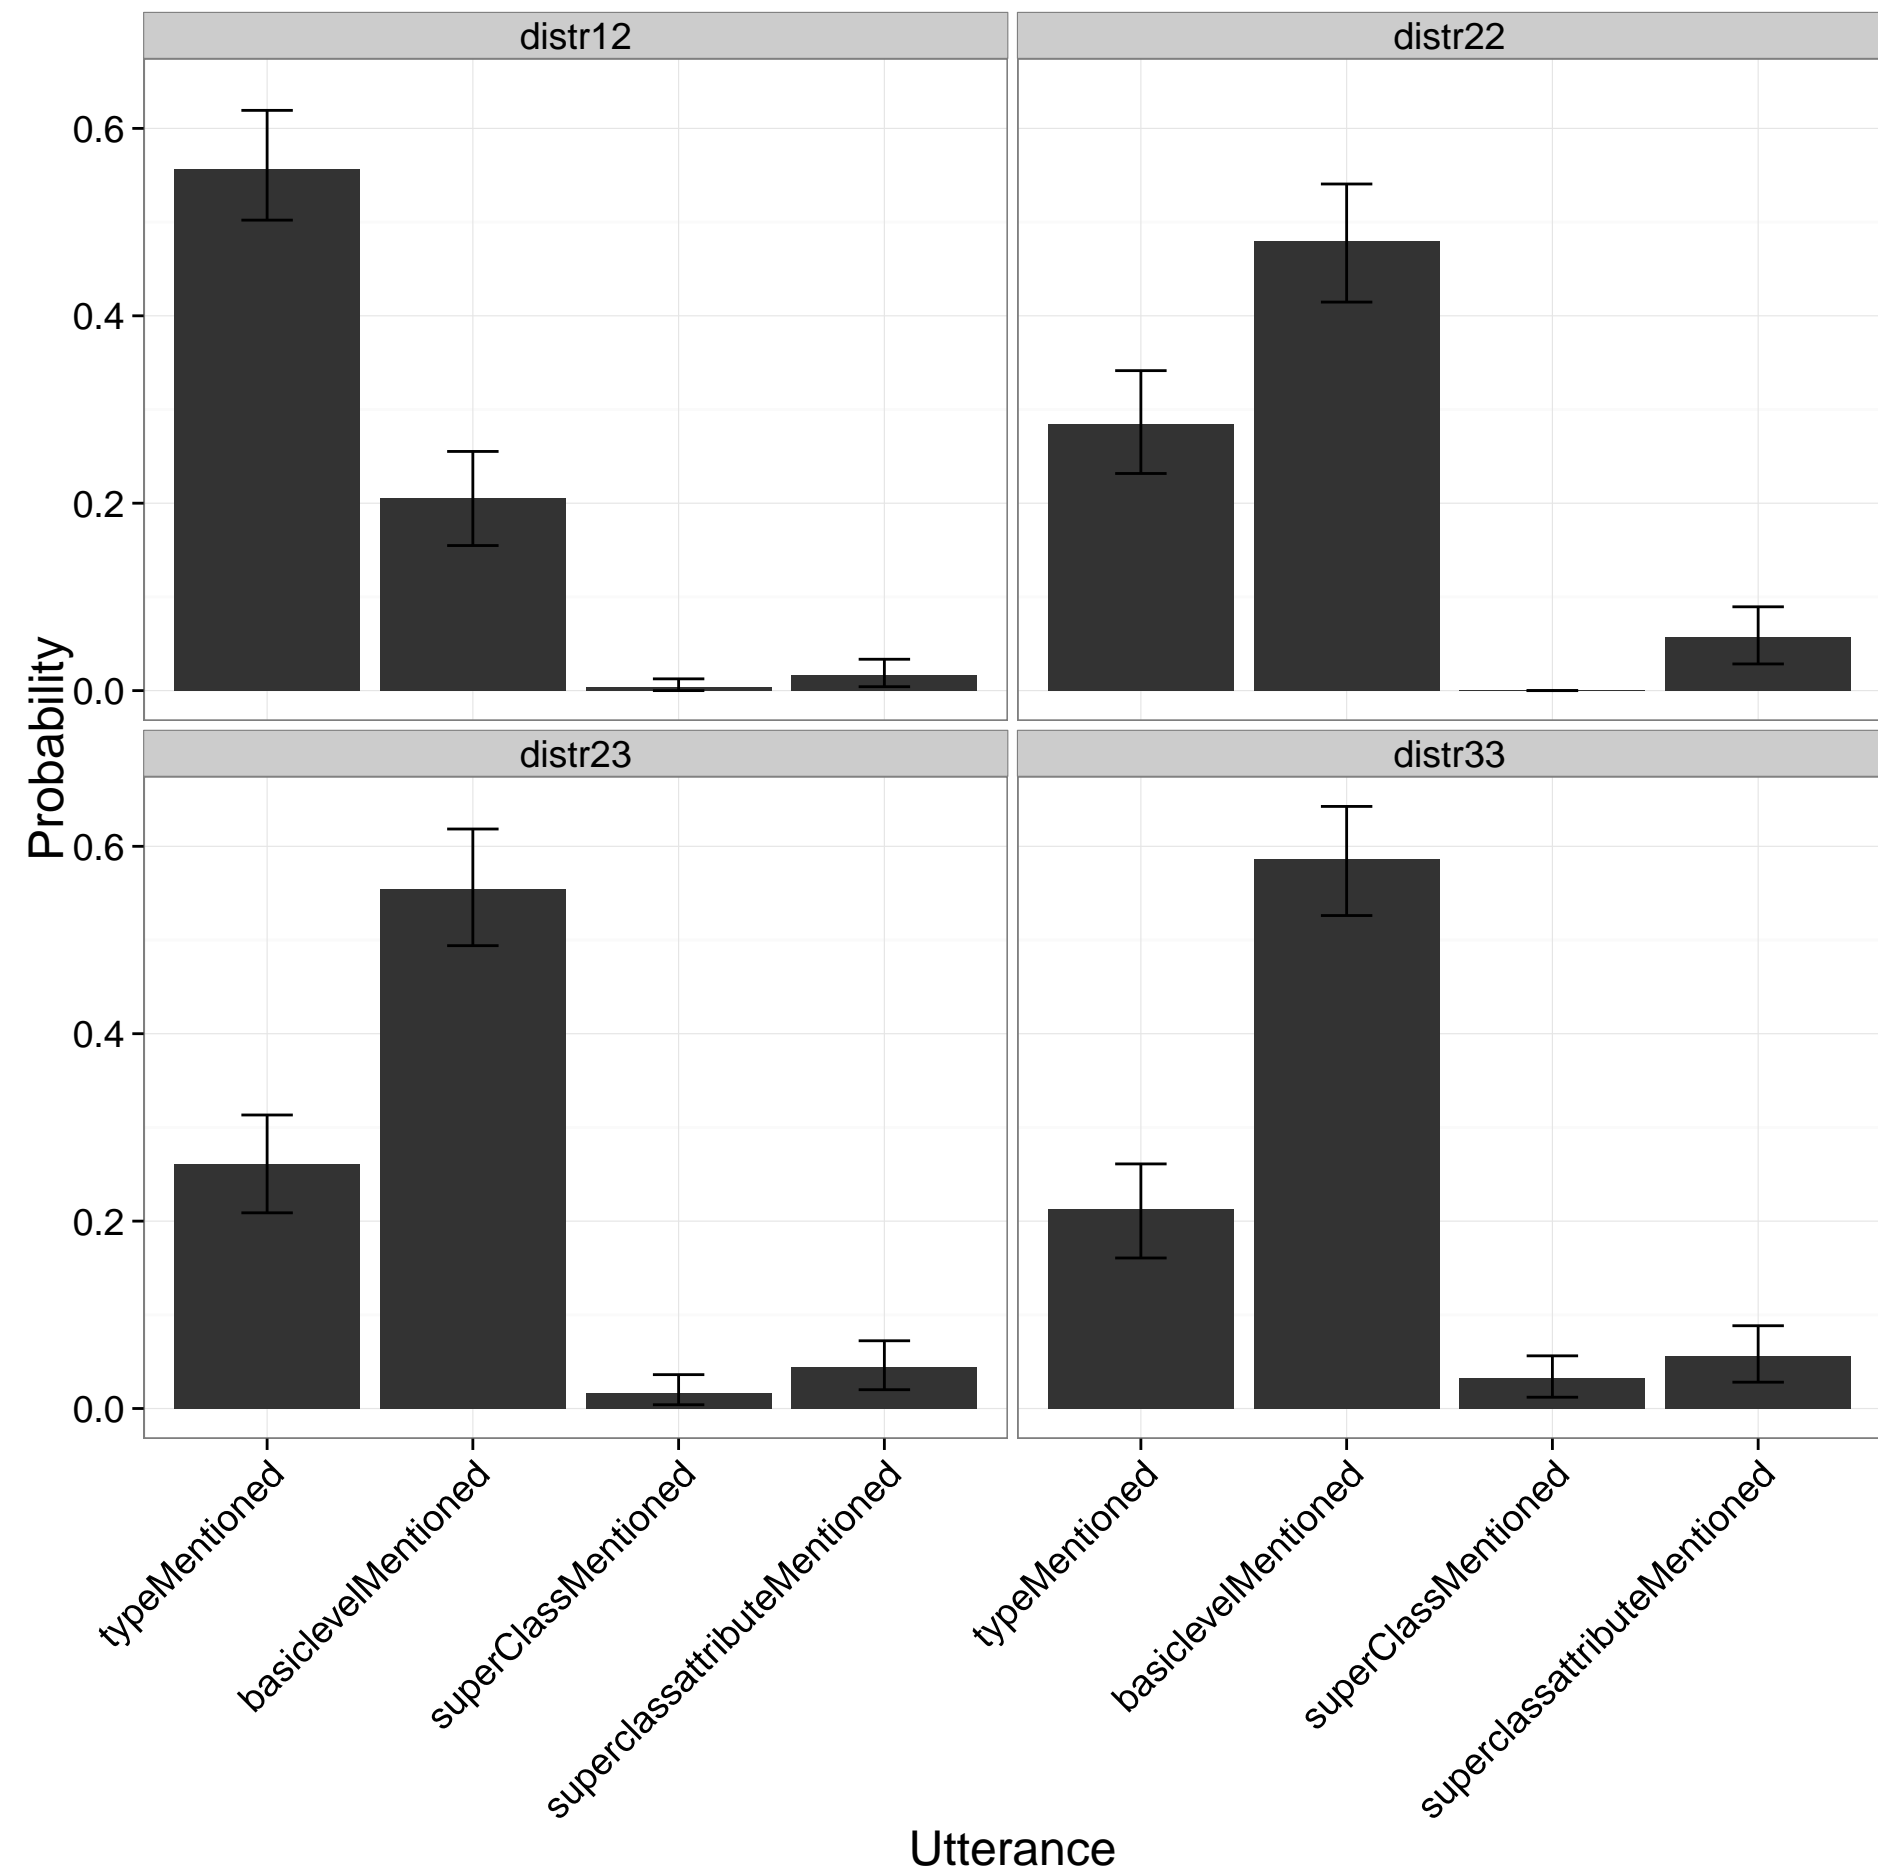 distr12
distr22
0.6
0.4
0.2
0.0
distr23
distr33
0.6
0.4
0.2
0.0
Probability
typeMentioned
basiclevelMentioned
superClassMentioned
superclassattributeMentioned
typeMentioned
basiclevelMentioned
superClassMentioned
superclassattributeMentioned
Utterance